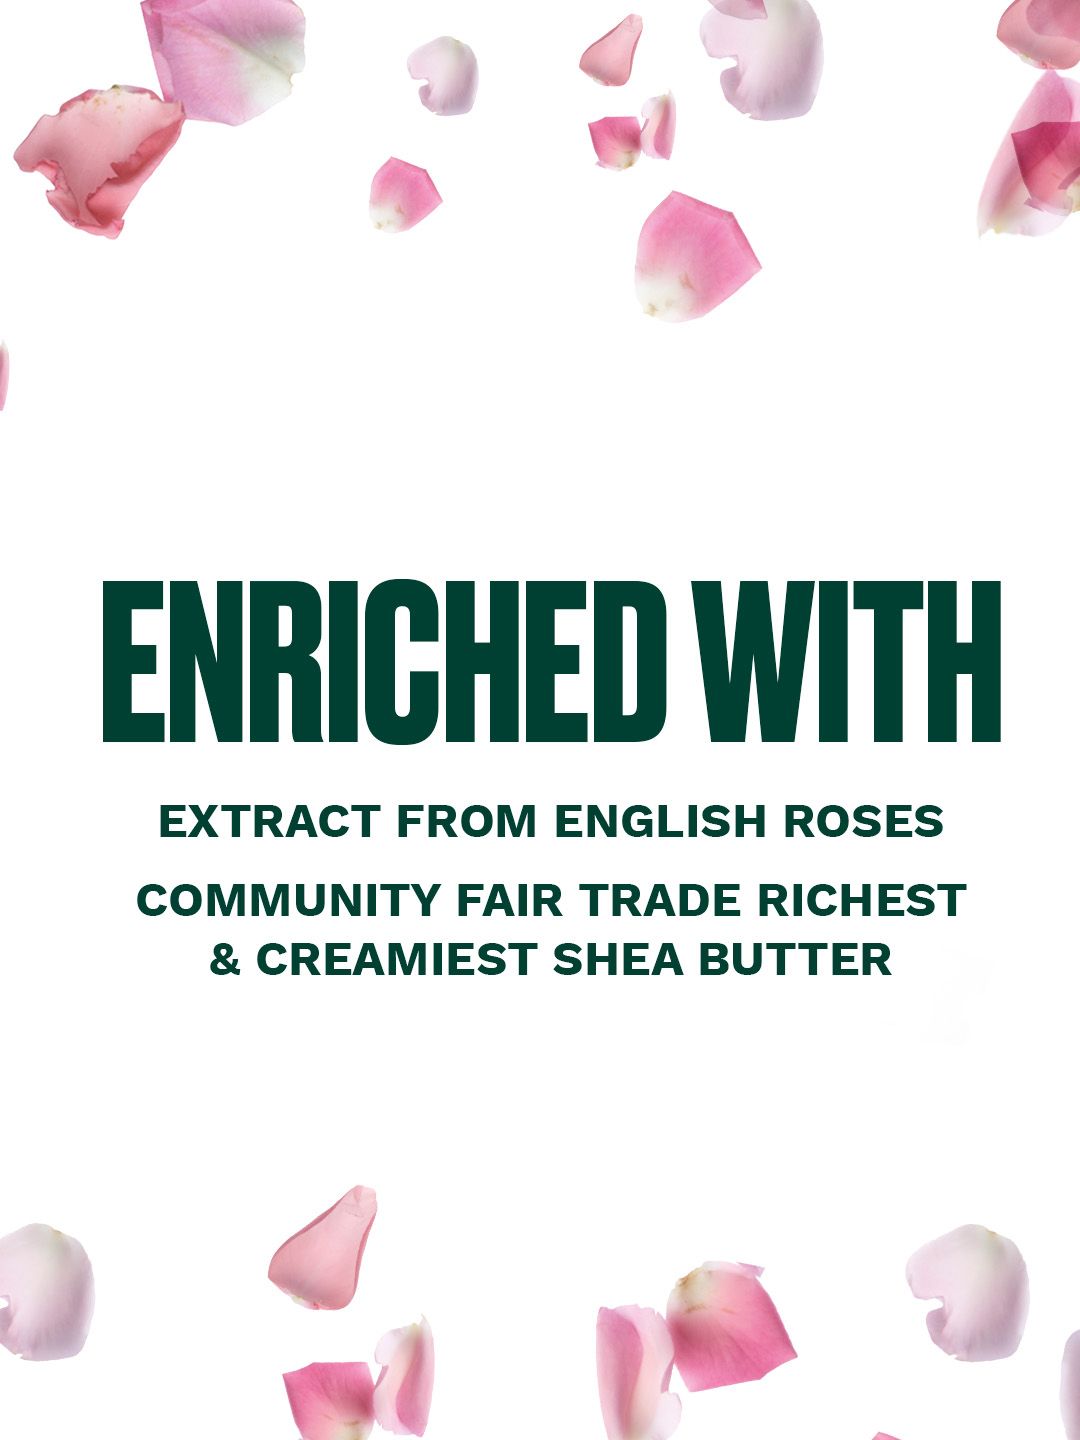 ENRICHED WITH
EXTRACT FROM ENGLISH ROSES
COMMUNITY FAIR TRADE RICHEST
& CREAMIEST SHEA BUTTER